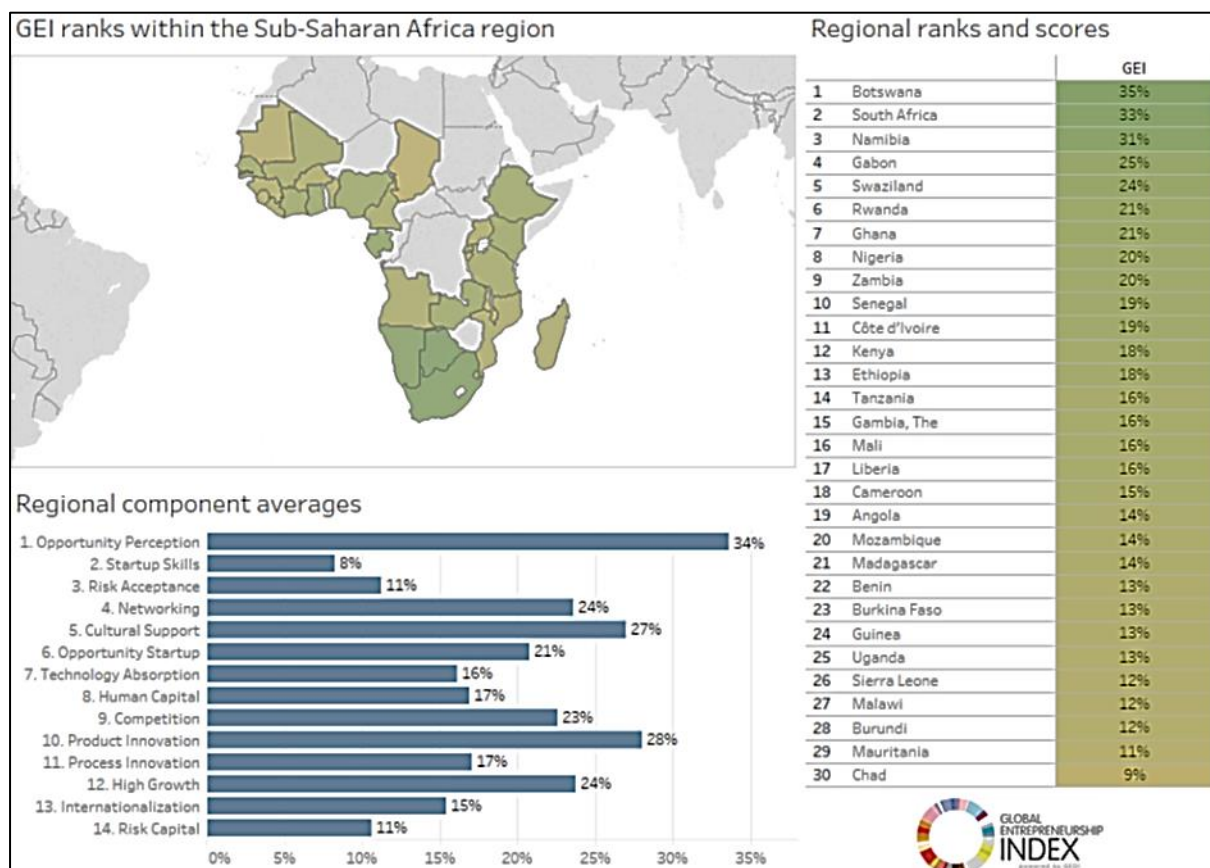 GEI ranks within the Sub-Saharan Africa region
Regional ranks and scores
GEI
1 Botswana 35%
2 South Africa 33%
3 Namibia 31%
4 Gabon 25%
5 Swaziland 24%
6 Rwanda 21%
7 Ghana 21%
8 Nigeria 20%
9 Zambia 20%
10 Senegal 19%
11 Côte d'Ivoire 19%
12 Kenya 18%
13 Ethiopia 18%
14 Tanzania 16%
15 Gambia, The 16%
16 Mali 16%
17 Liberia 16%
18 Cameroon 15%
19 Angola 14%
20 Mozambique 14%
21 Madagascar 14%
22 Benin 13%
23 Burkina Faso 13%
24 Guinea 13%
25 Uganda 13%
26 Sierra Leone 12%
27 Malawi 12%
28 Burundi 12%
29 Mauritania 11%
30 Chad 9%
Regional component averages
1. Opportunity Perception 34%
2. Startup Skills 8%
3. Risk Acceptance 11%
4. Networking 24%
5. Cultural Support 27%
6. Opportunity Startup 21%
7. Technology Absorption 16%
8. Human Capital 17%
9. Competition 23%
10. Product Innovation 28%
11. Process Innovation 17%
12. High Growth 24%
13. Internationalization 15%
14. Risk Capital 11%
0% 5% 10% 15% 20% 25% 30% 35%
GLOBAL
ENTREPRENEURSHIP
INDEX